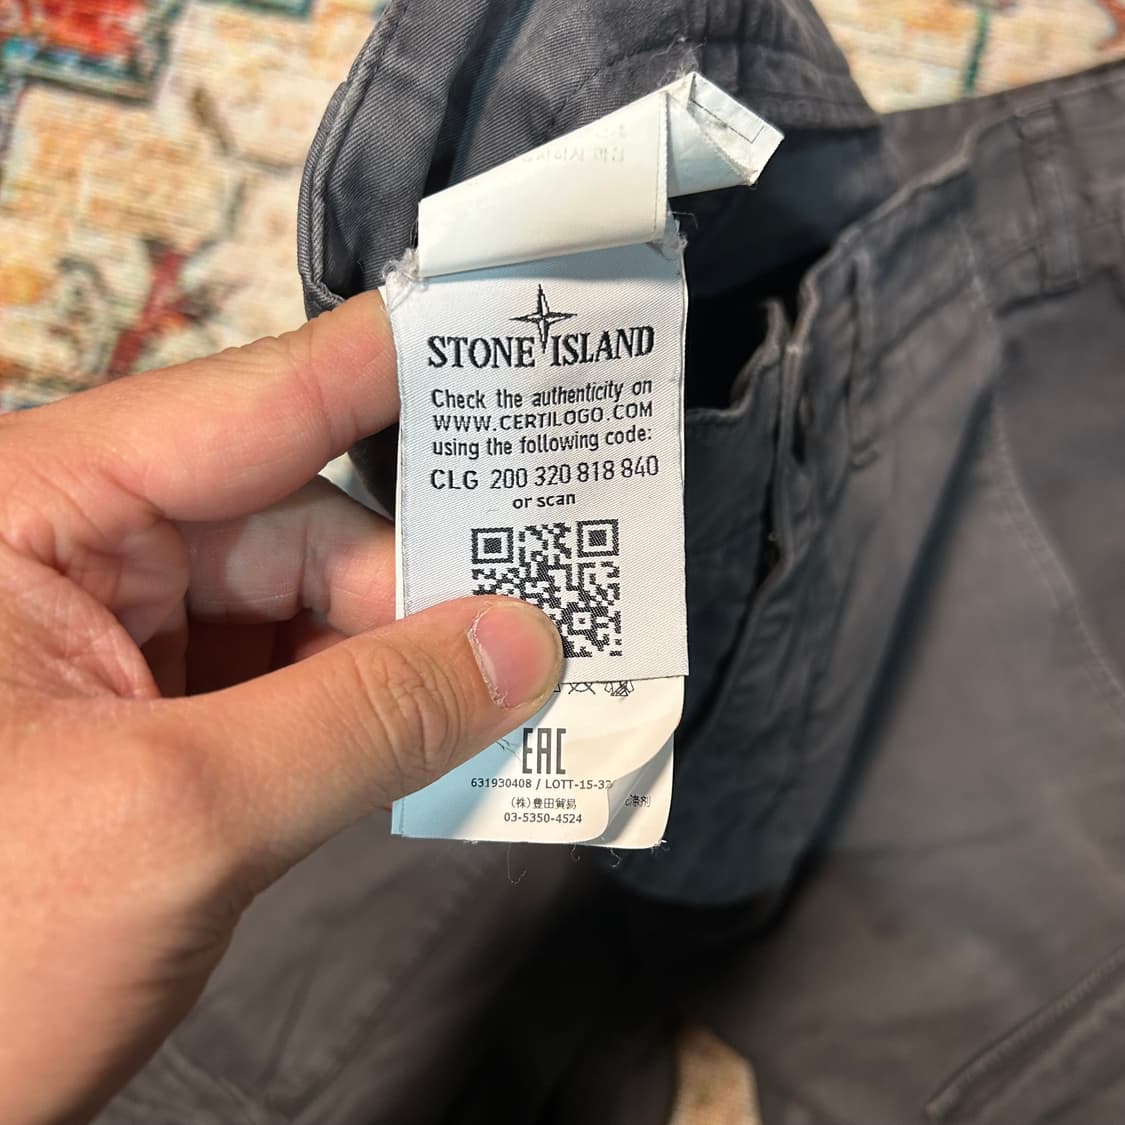 STONE ISLAND
Check the authenticity on
WWW.CERTILOGO.COM
using the following code:
CLG 200 320 818 840
or scan
EAC
631930408 / LOTT-15-32
(株)豊田貿易
03-5350-4524